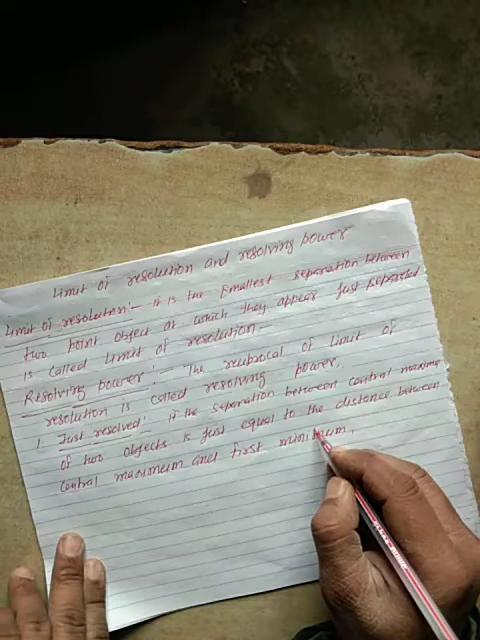 Limit of resolution and resolving power
Limit of resolution:- It is the smallest separation between
two point object at which they appear just separated
is called limit of resolution-
Resolving power:- The reciprocal of limit of
resolution is called resolving power.
1. Just resolved: If the separation between central maxima
of two objects is just equal to the distance between
central maximum and first minimum.